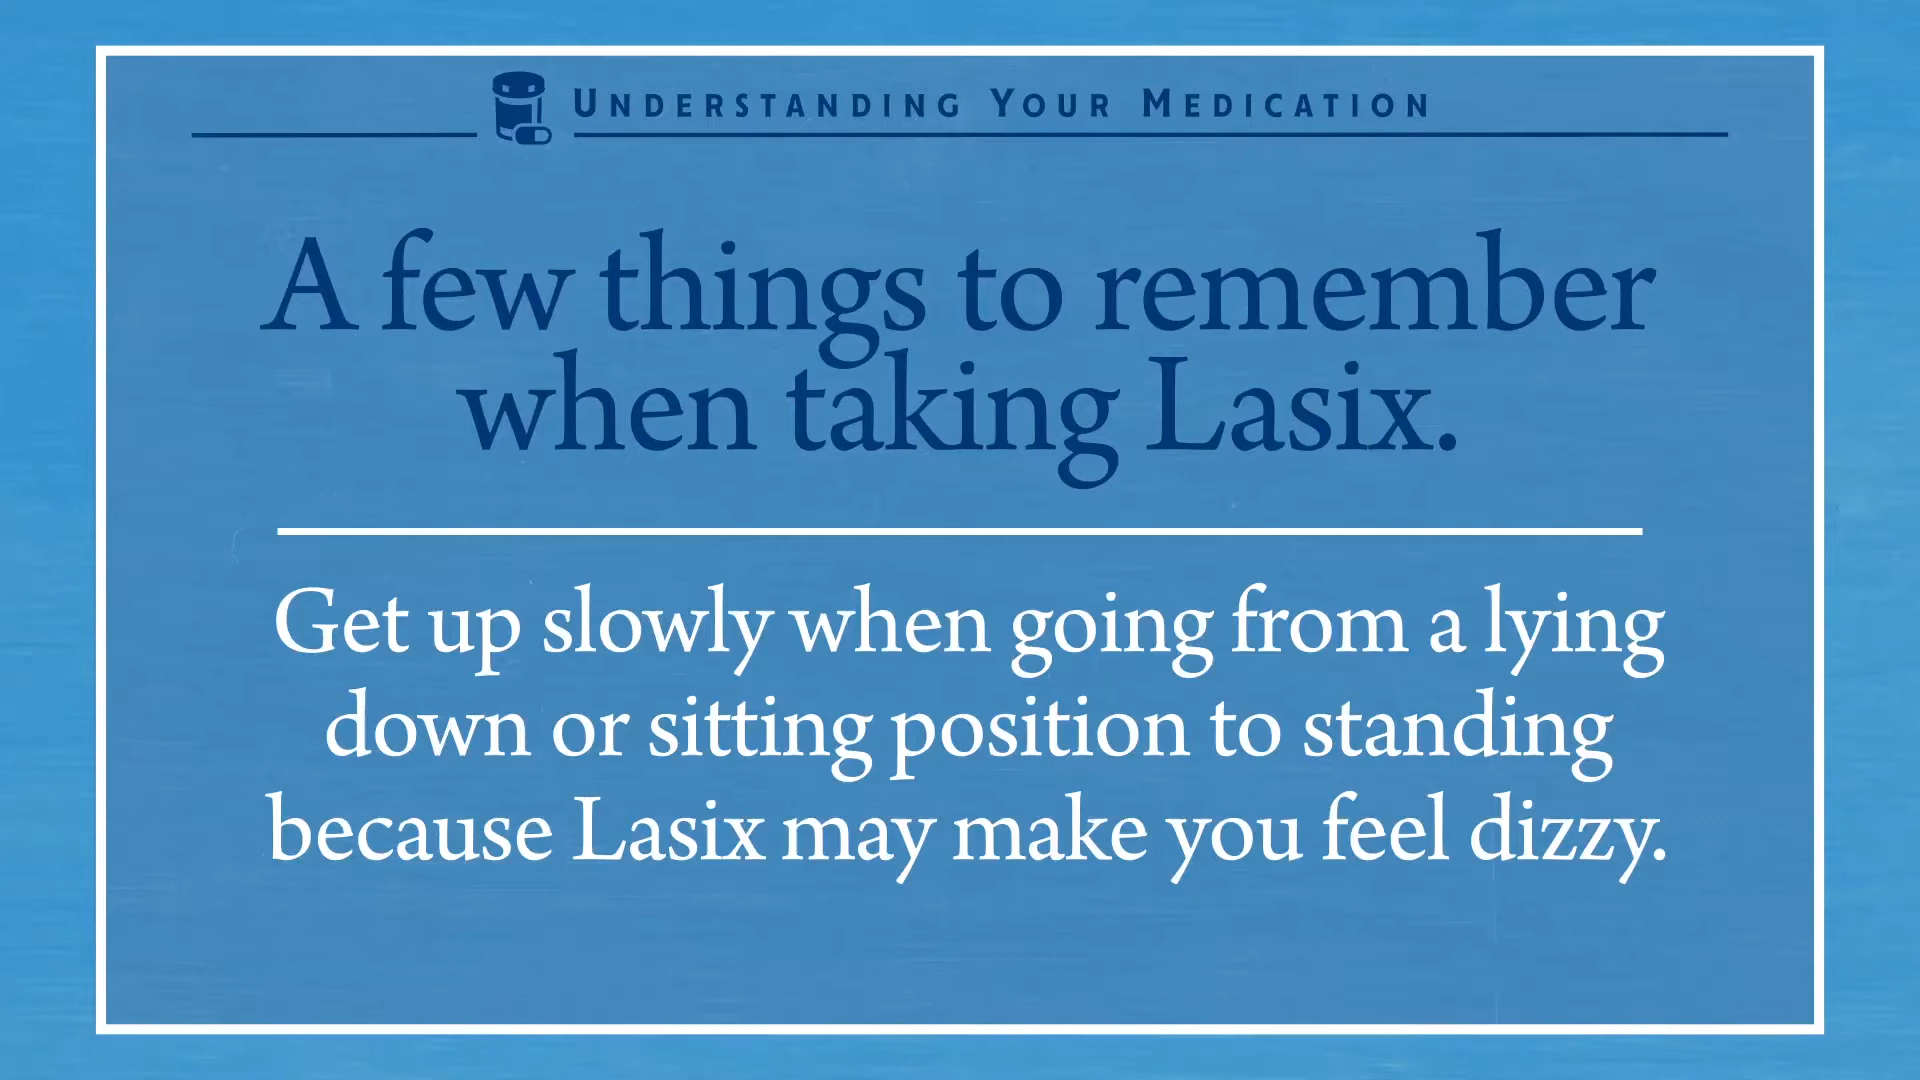 Understanding Your Medication
A few things to remember
when taking Lasix.
Get up slowly when going from a lying
down or sitting position to standing
because Lasix may make you feel dizzy.